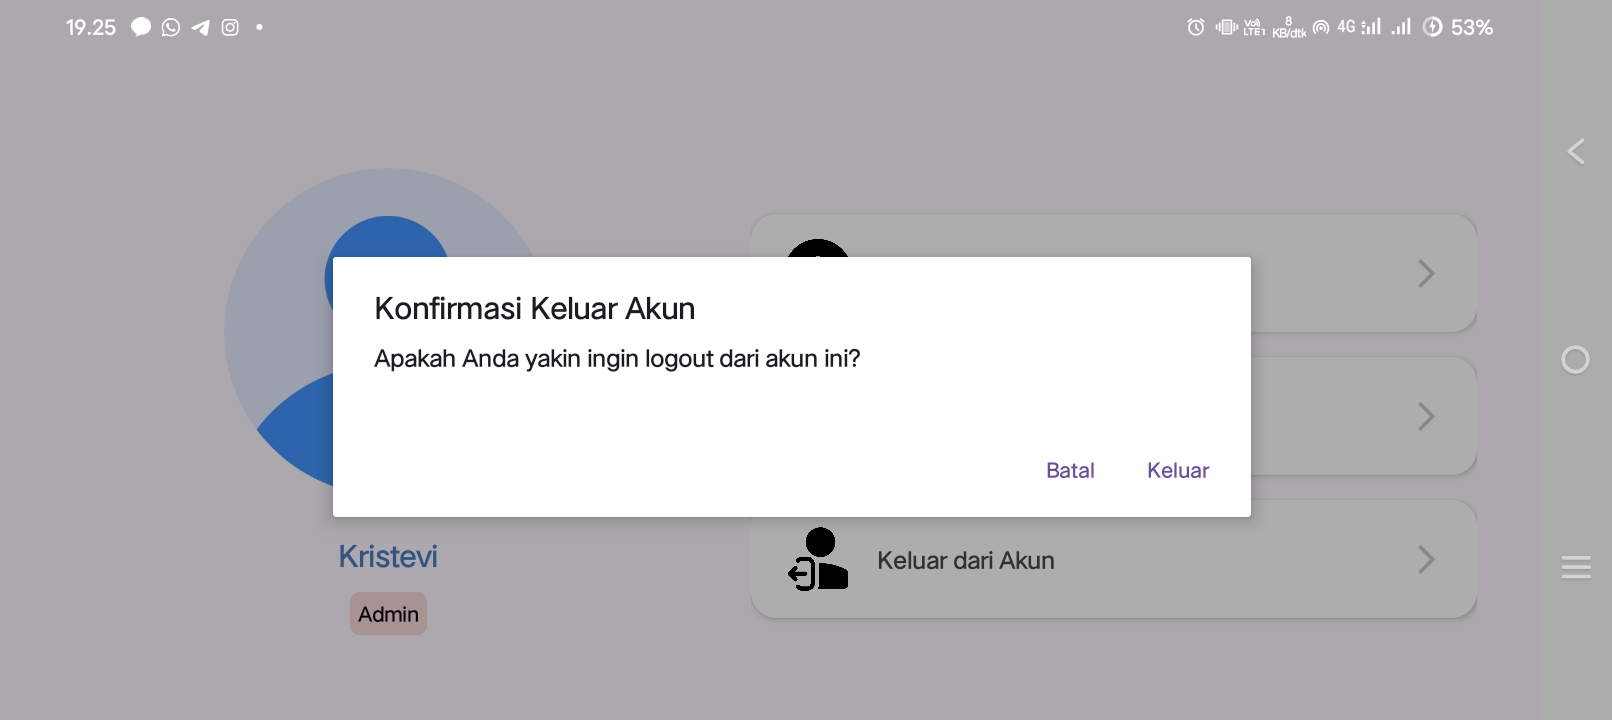 19.25
Vo)
LTE1
8
KB/dtk
4G
53%
Konfirmasi Keluar Akun
Apakah Anda yakin ingin logout dari akun ini?
Batal
Keluar
Kristevi
Admin
Keluar dari Akun